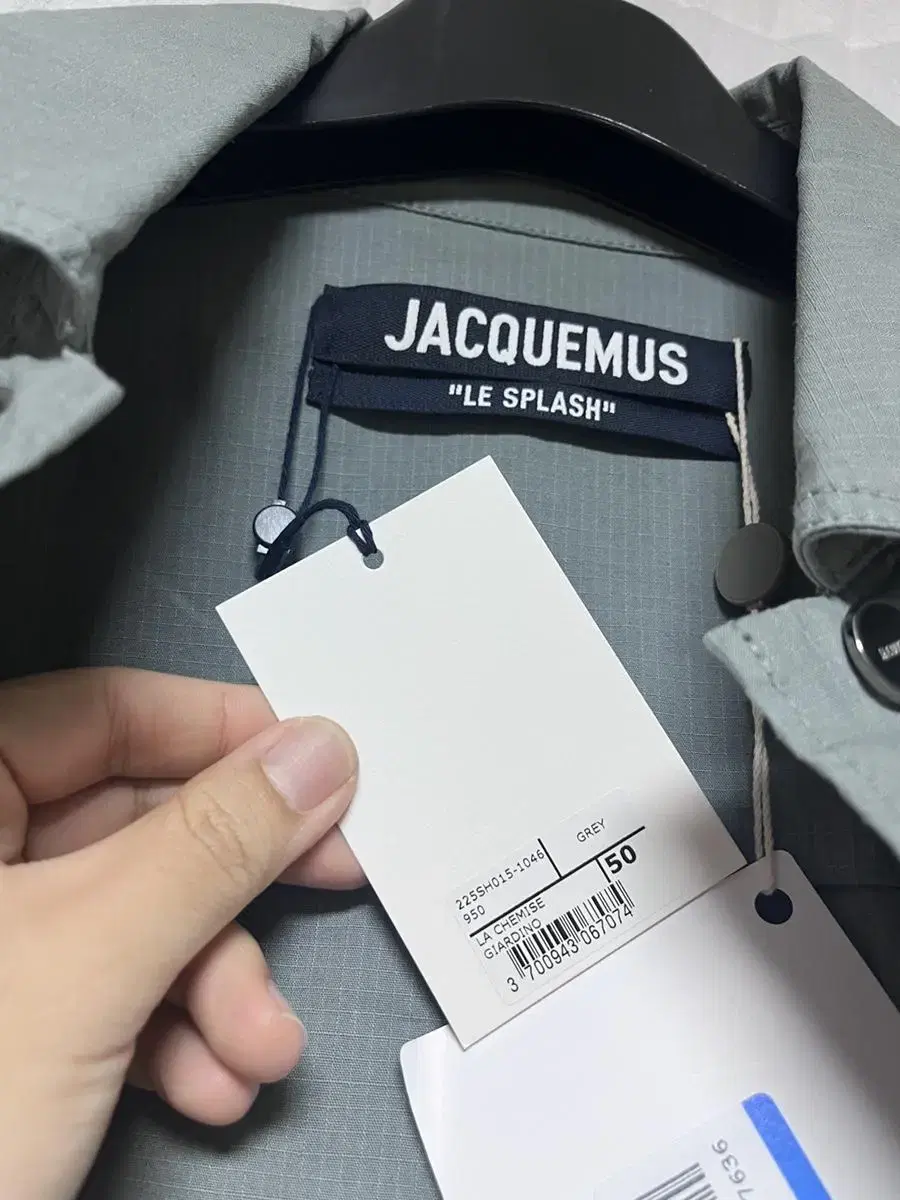 JACQUEMUS
"LE SPLASH"
225SH015-1046
950
GREY
50
LA CHEMISE
GIARDINO
3 700943 067074
7636